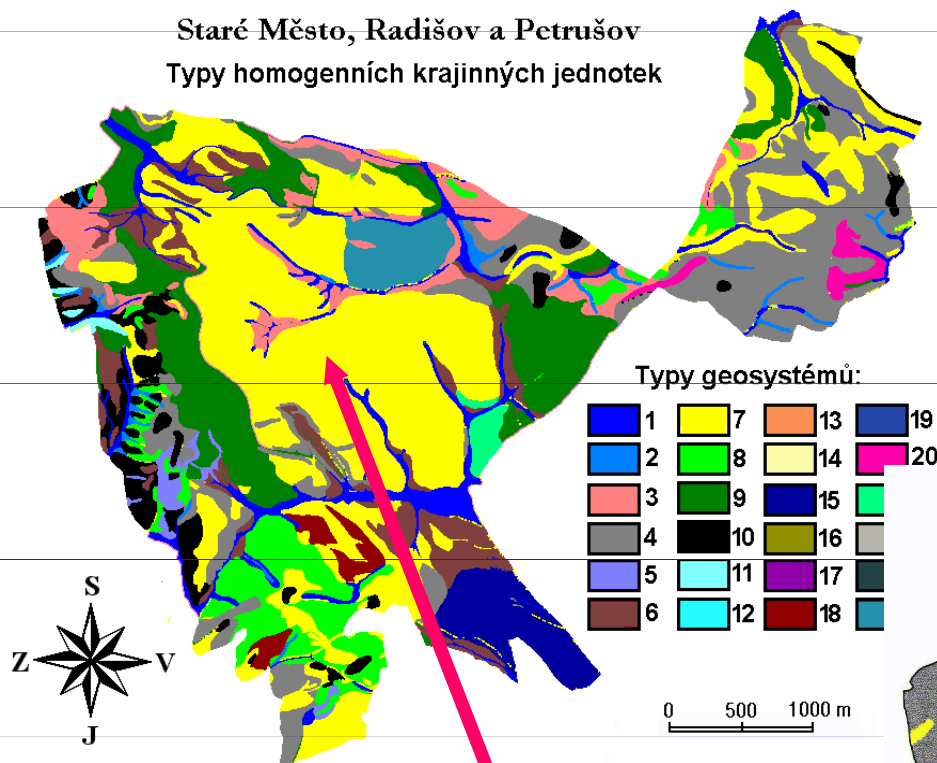 Staré Město, Radišov a Petrušov
Typy homogenních krajinných jednotek
Typy geosystémů:
1 7 13 19
2 8 14 20
3 9 15
4 10 16
5 11 17
6 12 18
S
Z V
J
0 500 1000 m